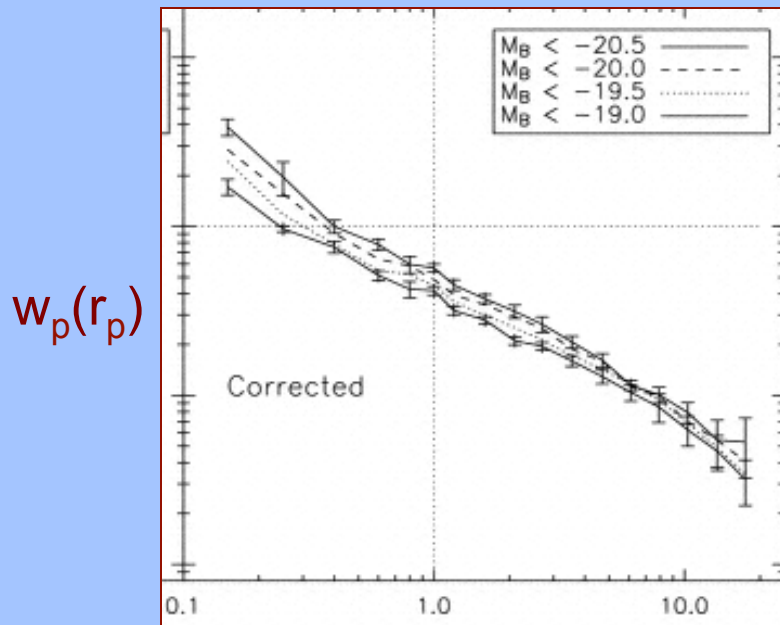 M_B < −20.5
M_B < −20.0
M_B < −19.5
M_B < −19.0
w_p(r_p)
Corrected
0.1 1.0 10.0